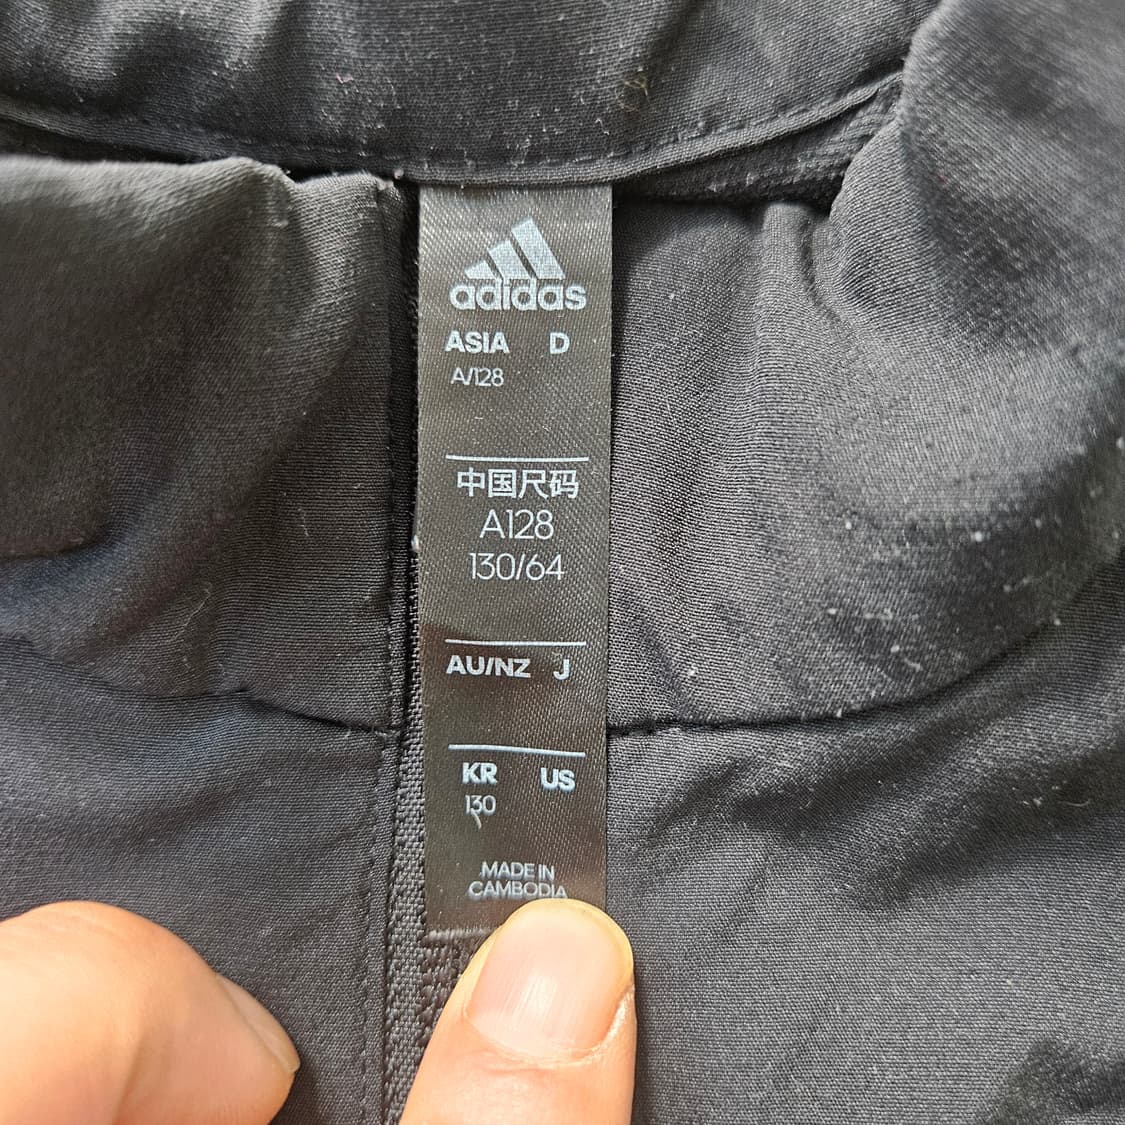 adidas
ASIA D
A/128
中国尺码
A128
130/64
AU/NZ J
KR US
130
MADE IN
CAMBODIA